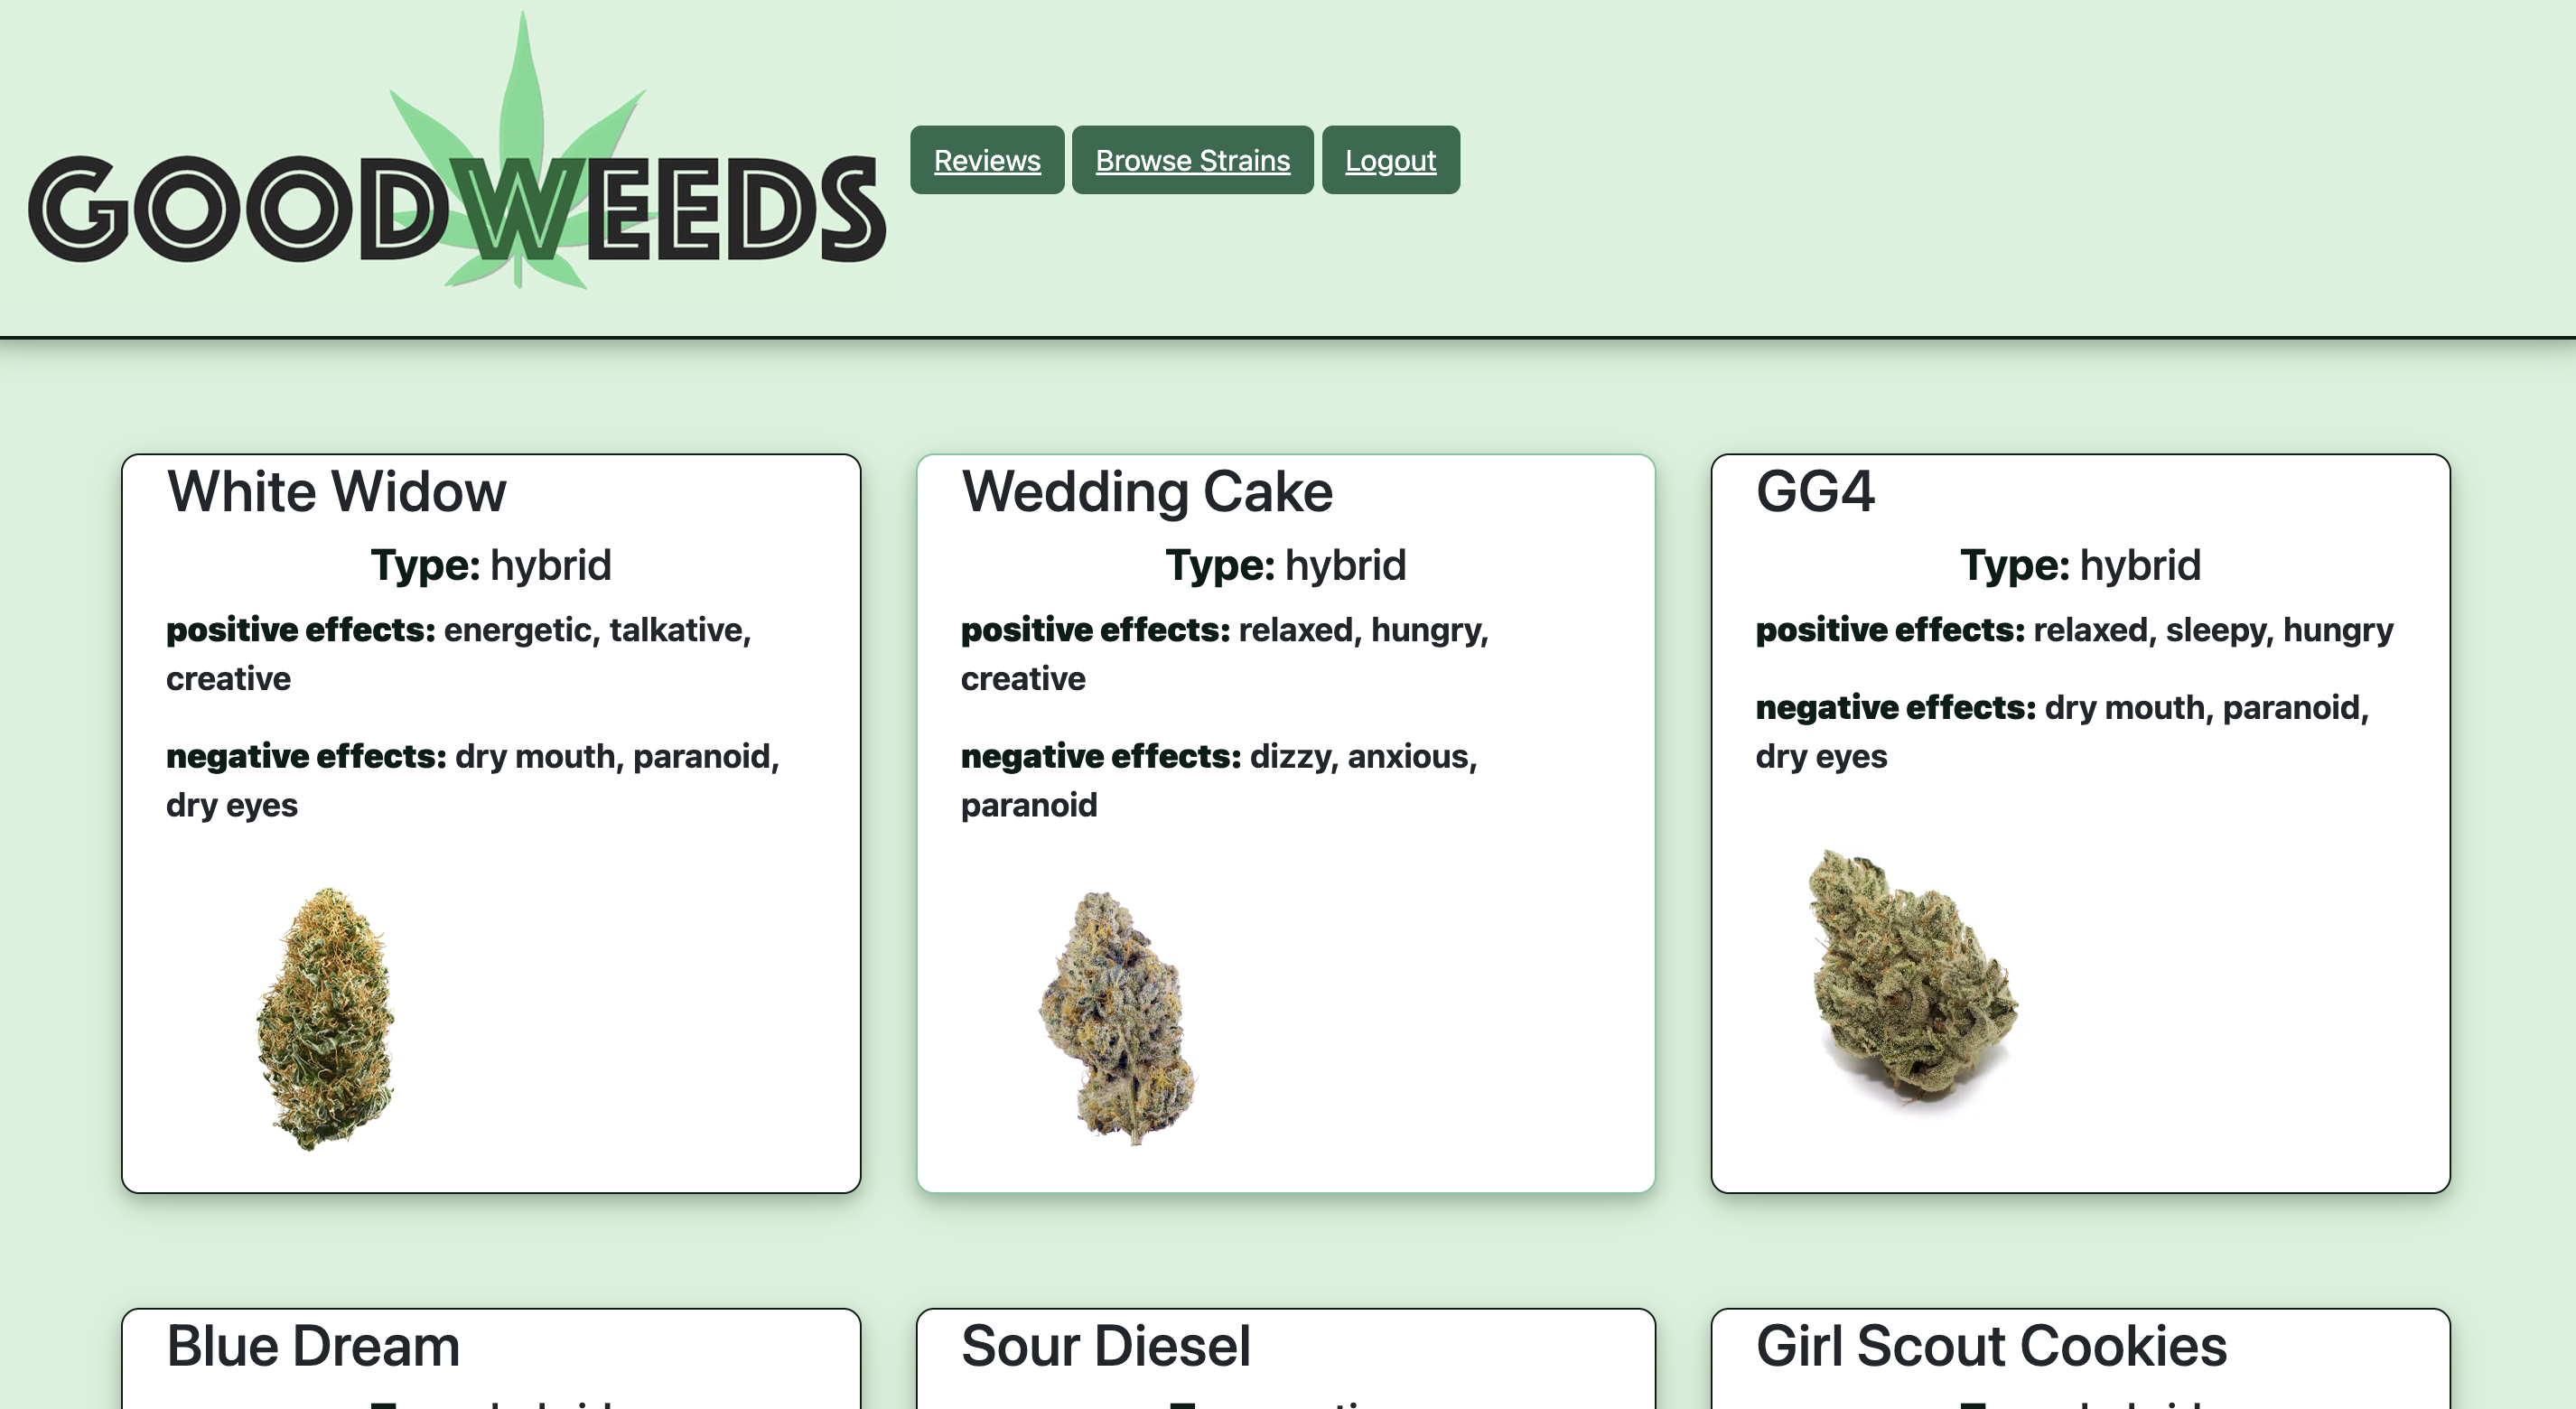 GOODWEEDS
Reviews
Browse Strains
Logout
White Widow
Type: hybrid
positive effects: energetic, talkative,
creative
negative effects: dry mouth, paranoid,
dry eyes
Wedding Cake
Type: hybrid
positive effects: relaxed, hungry,
creative
negative effects: dizzy, anxious,
paranoid
GG4
Type: hybrid
positive effects: relaxed, sleepy, hungry
negative effects: dry mouth, paranoid,
dry eyes
Blue Dream
Sour Diesel
Girl Scout Cookies